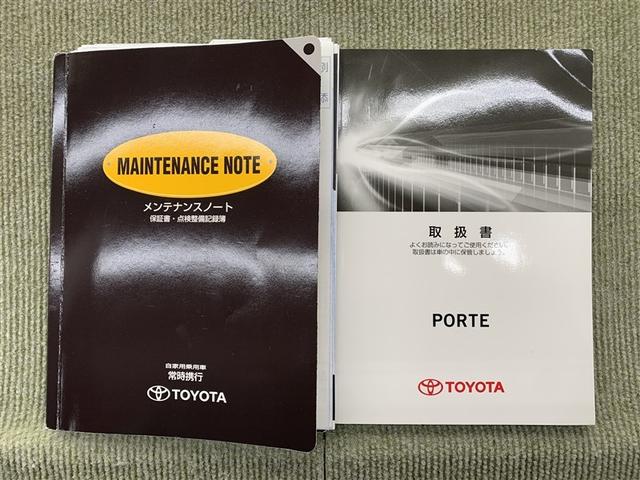 MAINTENANCE NOTE
メンテナンスノート
保証書・点検整備記録簿
自家用乗用車
常時携行
TOYOTA
別
添
取扱書
よくお読みになってご使用ください。
取扱書は車の中に保管しましょう。
PORTE
TOYOTA